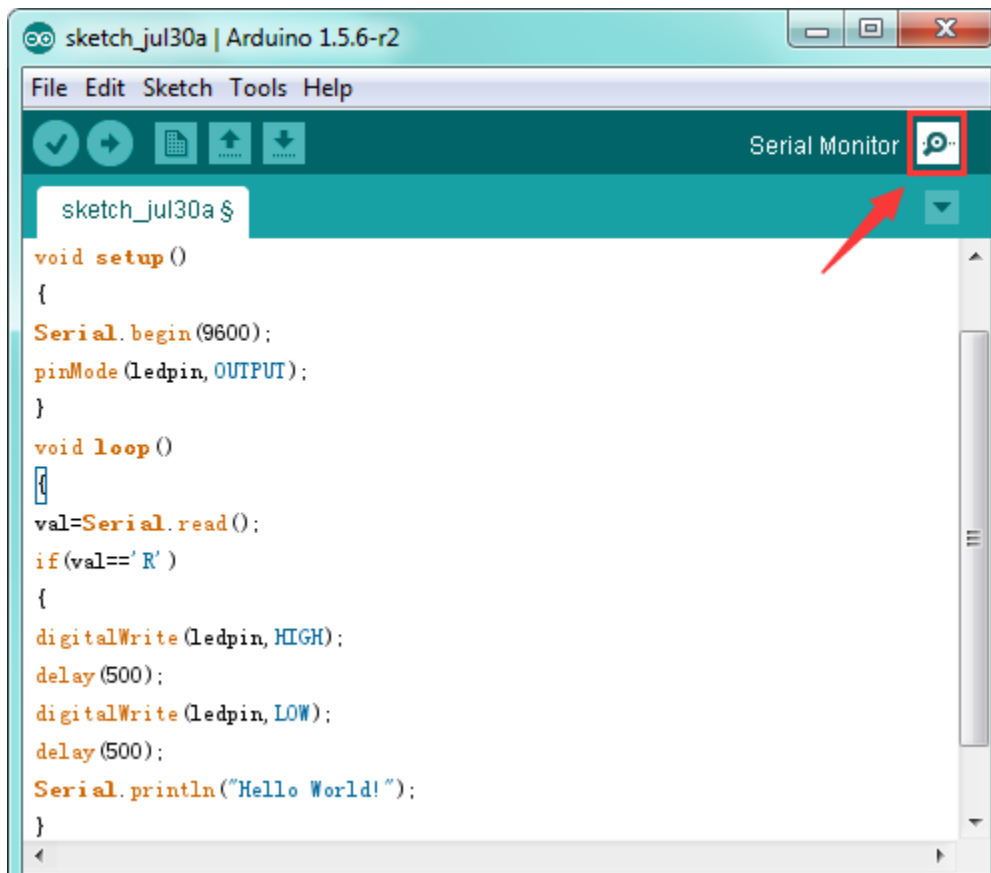 sketch_jul30a | Arduino 1.5.6-r2
File Edit Sketch Tools Help
Serial Monitor
sketch_jul30a §
void setup()
{
Serial.begin(9600);
pinMode(ledpin,OUTPUT);
}
void loop()
{
val=Serial.read();
if(val=='R')
{
digitalWrite(ledpin,HIGH);
delay(500);
digitalWrite(ledpin,LOW);
delay(500);
Serial.println("Hello World!");
}